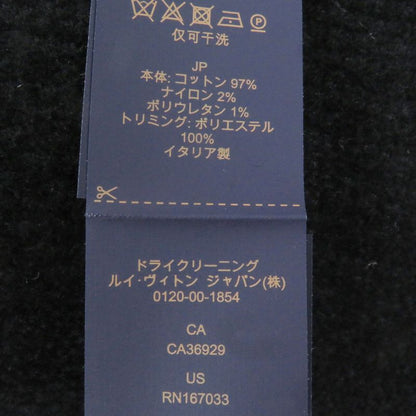 仅可干洗
JP
本体: コットン 97%
ナイロン 2%
ポリウレタン 1%
トリミング: ポリエステル
100%
イタリア製
ドライクリーニング
ルイ・ヴィトン ジャパン(株)
0120-00-1854
CA
CA36929
US
RN167033